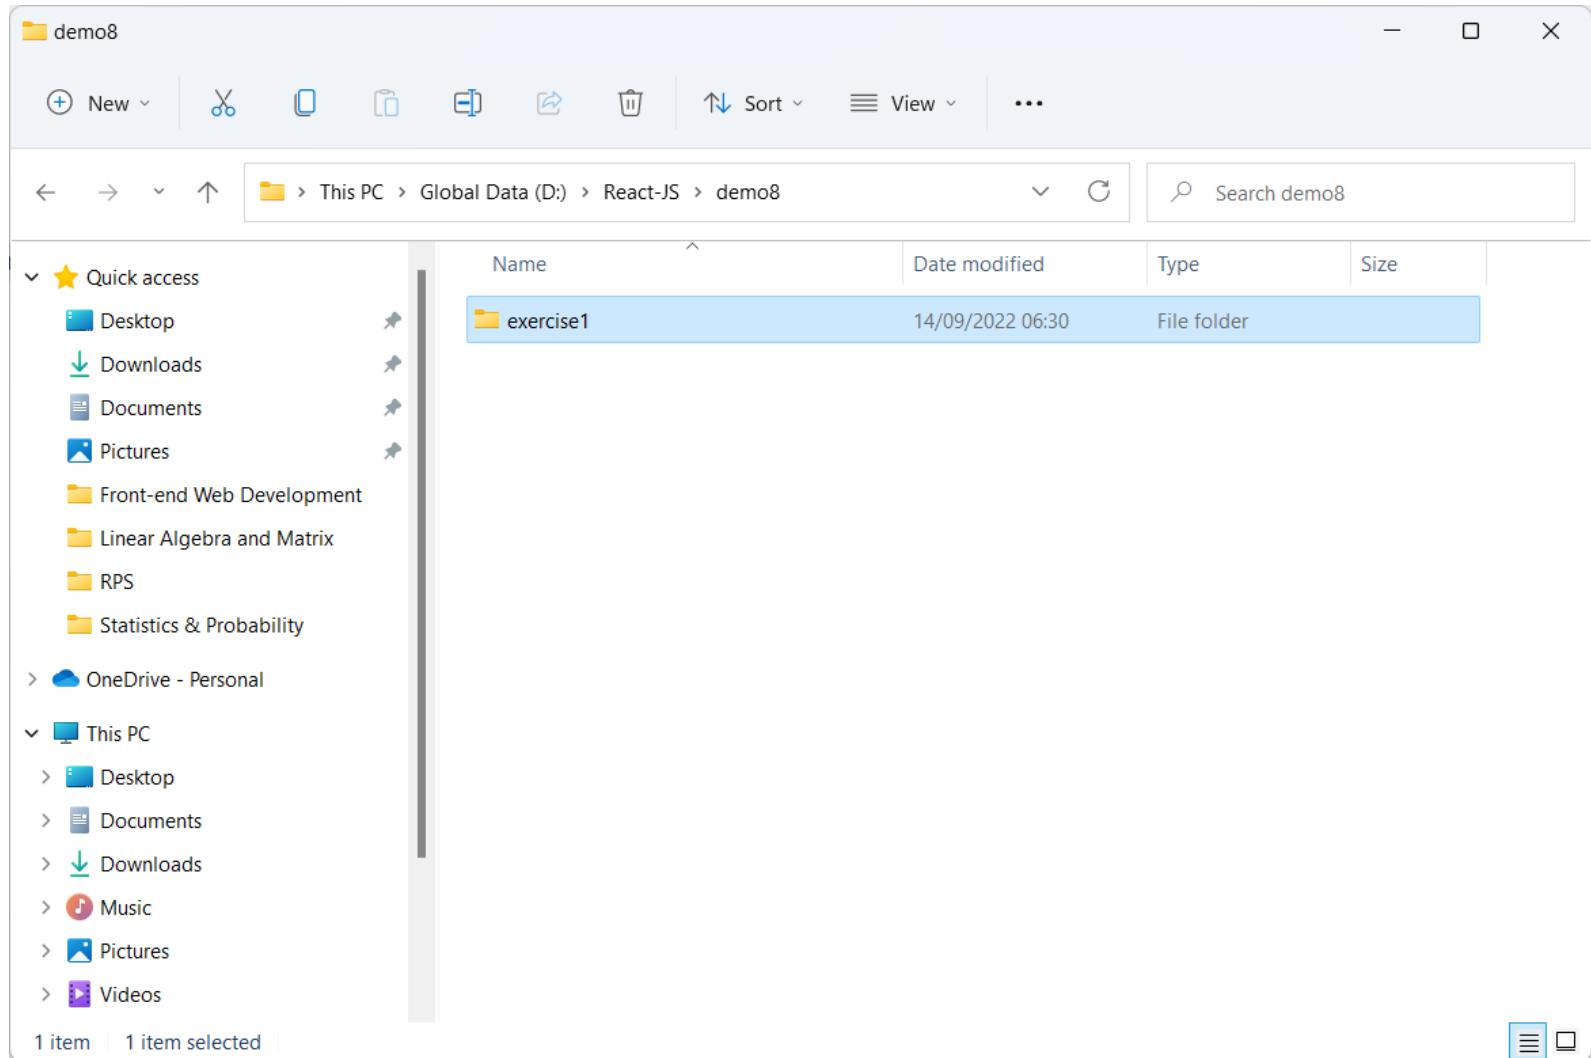 demo8
New
Sort
View
This PC > Global Data (D:) > React-JS > demo8
Search demo8
Name Date modified Type Size
exercise1 14/09/2022 06:30 File folder
Quick access
Desktop
Downloads
Documents
Pictures
Front-end Web Development
Linear Algebra and Matrix
RPS
Statistics & Probability
OneDrive - Personal
This PC
Desktop
Documents
Downloads
Music
Pictures
Videos
1 item 1 item selected